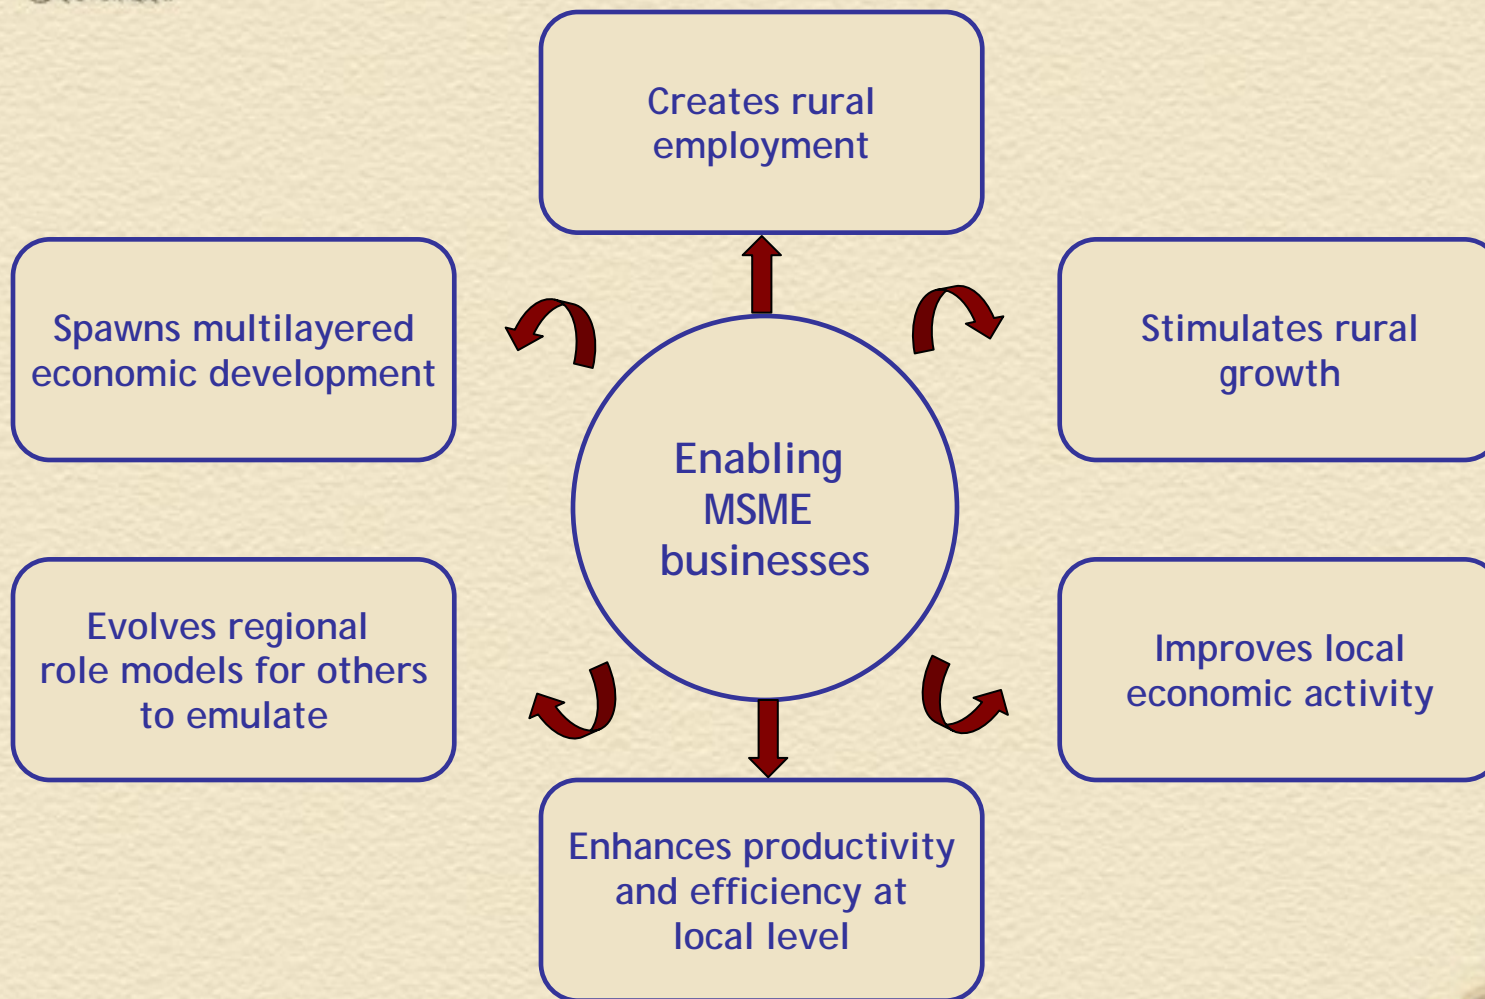 Creates rural
employment
Spawns multilayered
economic development
Stimulates rural
growth
Enabling
MSME
businesses
Evolves regional
role models for others
to emulate
Improves local
economic activity
Enhances productivity
and efficiency at
local level